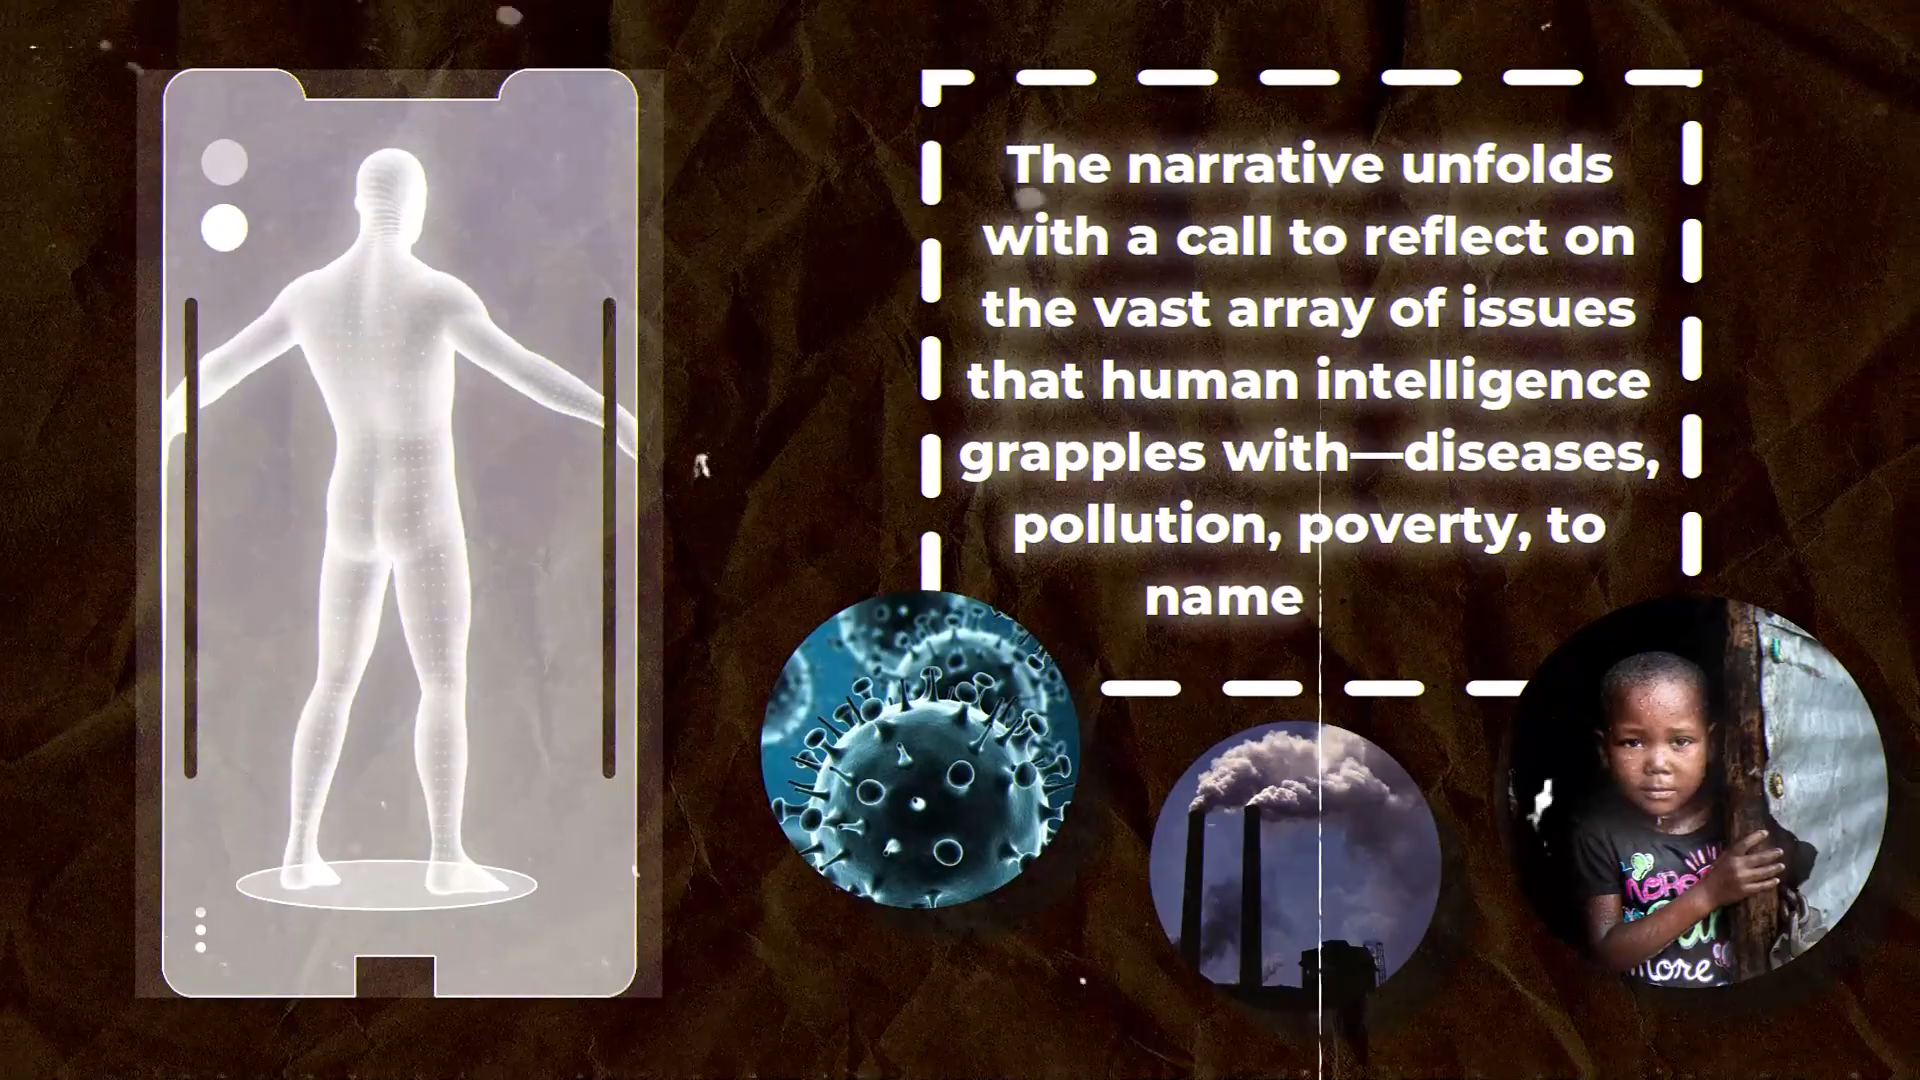 The narrative unfolds
with a call to reflect on
the vast array of issues
that human intelligence
grapples with—diseases,
pollution, poverty, to
name
more